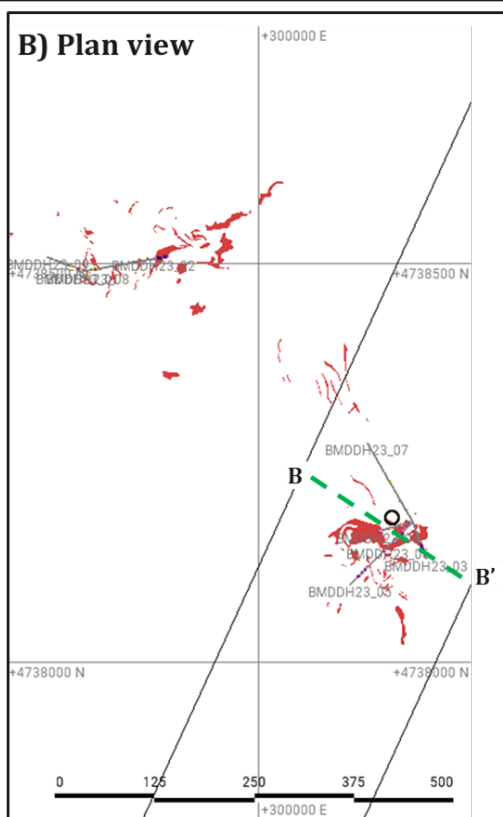 B) Plan view
+300000 E
BMDDH23_02
+4738500 N
BMDDH23_07
B
BMDDH23_03
B’
BMDDH23_05
+4738000 N
+4738000 N
0 125 250 375 500
+300000 E